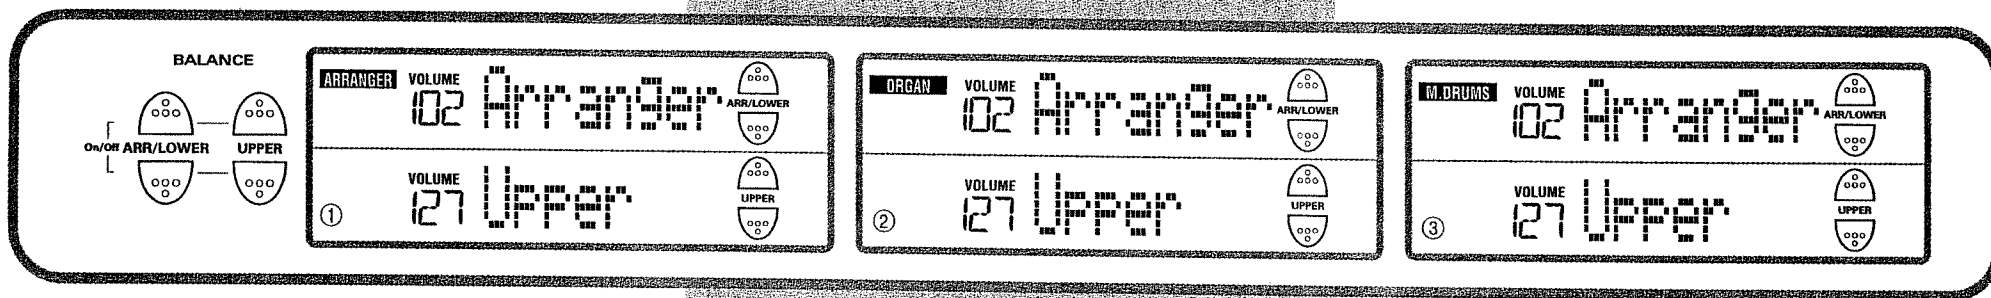 BALANCE
On/Off ARR/LOWER UPPER
ARRANGER VOLUME
102 Arranger
ARR/LOWER
VOLUME
127 Upper
UPPER
①
ORGAN VOLUME
102 Arranger
ARR/LOWER
VOLUME
127 Upper
UPPER
②
M.DRUMS VOLUME
102 Arranger
ARR/LOWER
VOLUME
127 Upper
UPPER
③